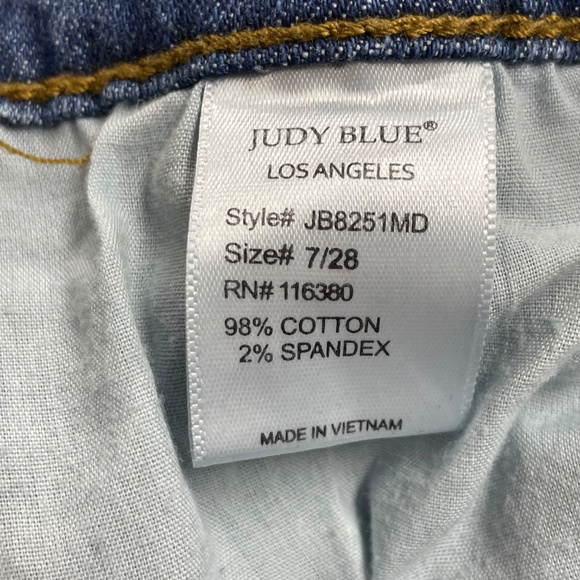 JUDY BLUE®
LOS ANGELES
Style# JB8251MD
Size# 7/28
RN# 116380
98% COTTON
2% SPANDEX
MADE IN VIETNAM